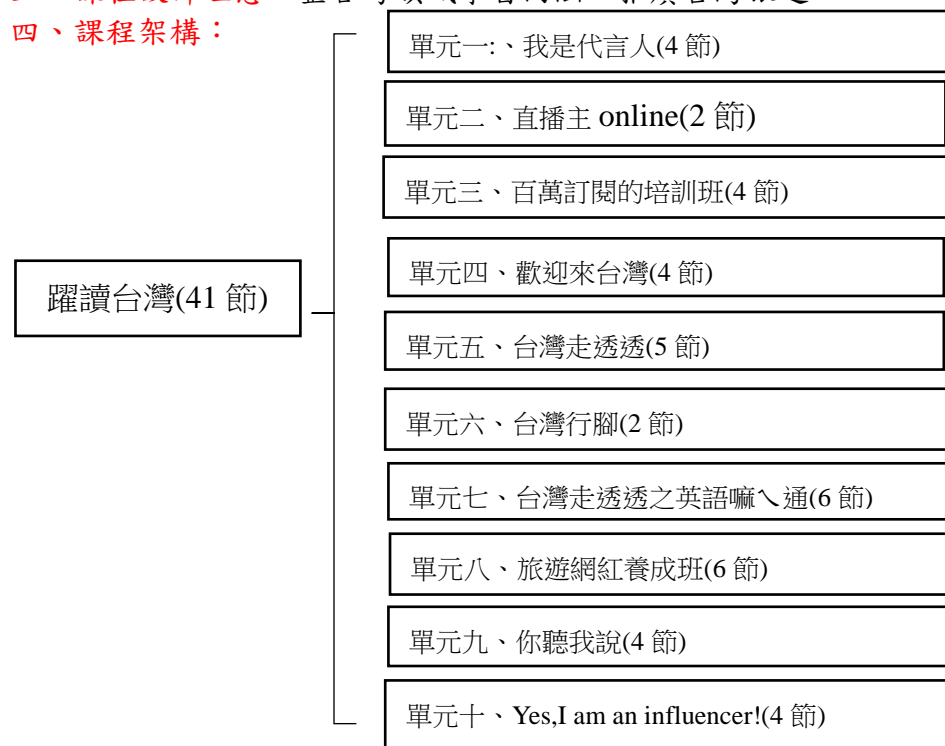 四、課程架構：
單元一:、我是代言人(4 節)
單元二、直播主 online(2 節)
單元三、百萬訂閱的培訓班(4 節)
單元四、歡迎來台灣(4 節)
躍讀台灣(41 節)
單元五、台灣走透透(5 節)
單元六、台灣行腳(2 節)
單元七、台灣走透透之英語嘛ㄟ通(6 節)
單元八、旅遊網紅養成班(6 節)
單元九、你聽我說(4 節)
單元十、Yes,I am an influencer!(4 節)